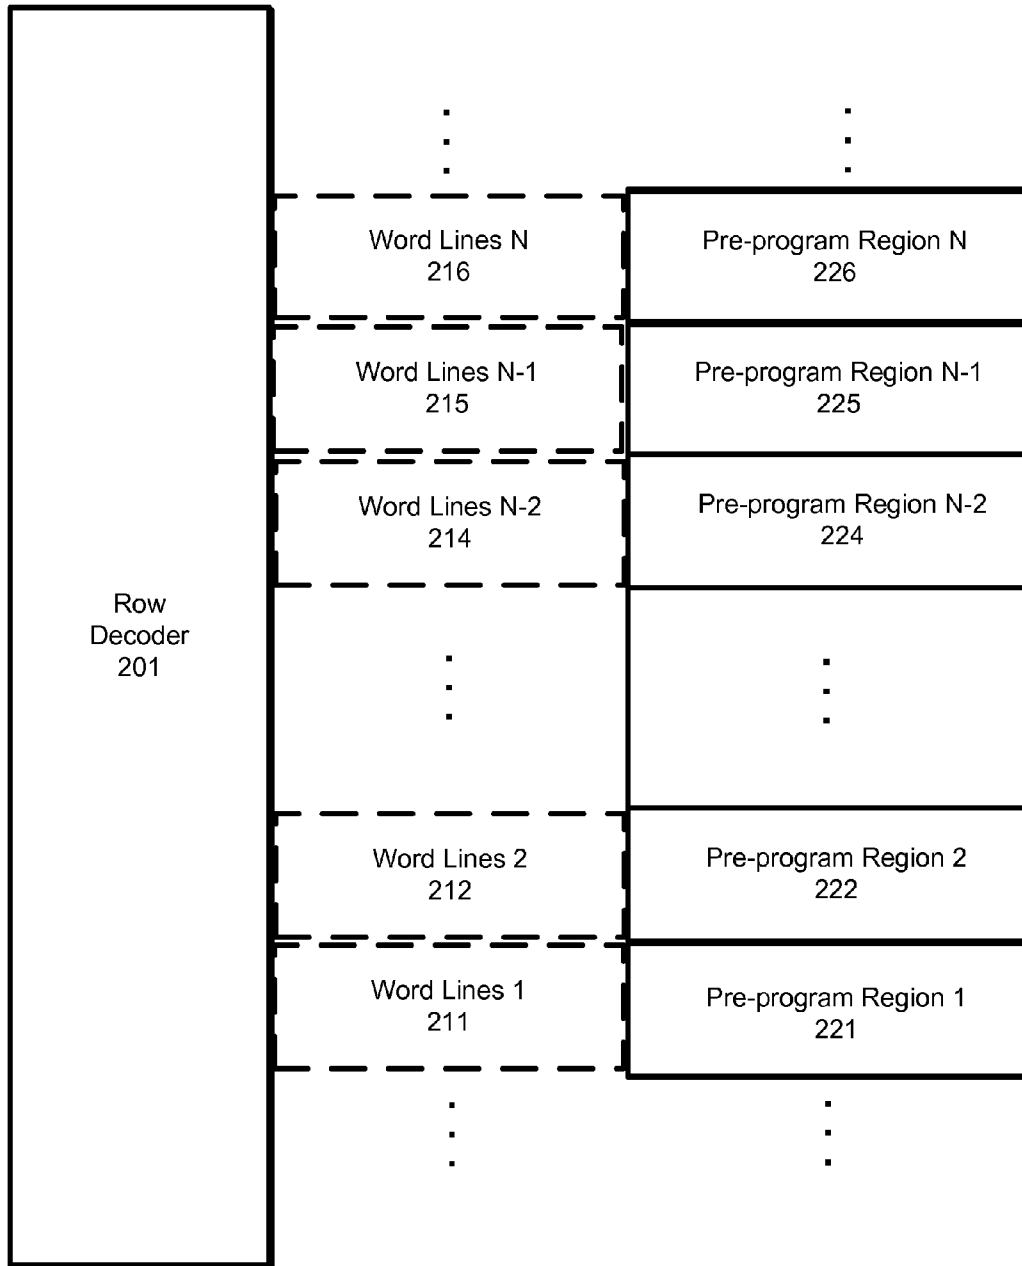 Word Lines N
216
Pre-program Region N
226
Word Lines N-1
215
Pre-program Region N-1
225
Word Lines N-2
214
Pre-program Region N-2
224
Row
Decoder
201
Word Lines 2
212
Pre-program Region 2
222
Word Lines 1
211
Pre-program Region 1
221